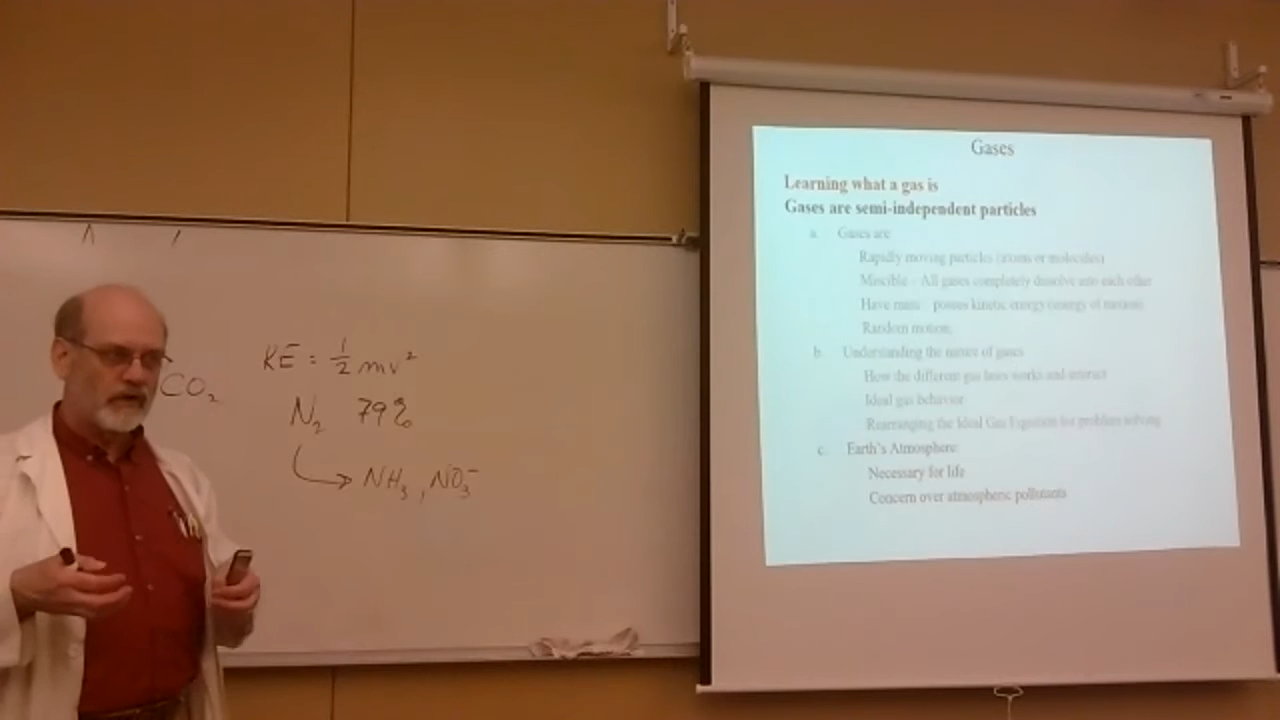 CO₂
KE = ½ mv²
N₂ 79%
NH₃, NO₃⁻
Gases
Learning what a gas is
Gases are semi-independent particles
a. Gases are
Rapidly moving particles (atoms or molecules)
Miscible - All gases completely dissolve into each other
Have mass - posses kinetic energy (energy of motion)
Random motion.
b. Understanding the nature of gases
How the different gas laws works and interact
Ideal gas behavior
Rearranging the Ideal Gas Equation for problem solving
c. Earth's Atmosphere:
Necessary for life
Concern over atmospheric pollutants